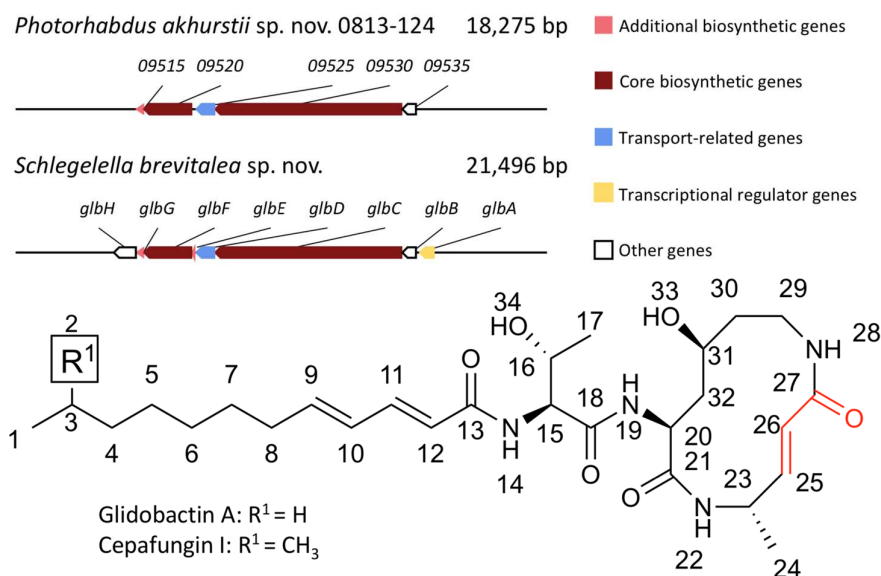 Photorhabdus akhurstii sp. nov. 0813-124 18,275 bp
09515 09520 09525 09530 09535
Schlegelella brevitalea sp. nov. 21,496 bp
glbH glbG glbF glbE glbD glbC glbB glbA
Additional biosynthetic genes
Core biosynthetic genes
Transport-related genes
Transcriptional regulator genes
Other genes
30 29
34 33
HO
2 HO 17 NH 28
R¹ 16 31
5 7 9 11 O 27
H 32
N O
1 3 13 N 15 18 19 20 26
H 21
4 6 8 10 12 O 23 25
14 O N
H
22 24
Glidobactin A: R¹ = H
Cepafungin I: R¹ = CH₃